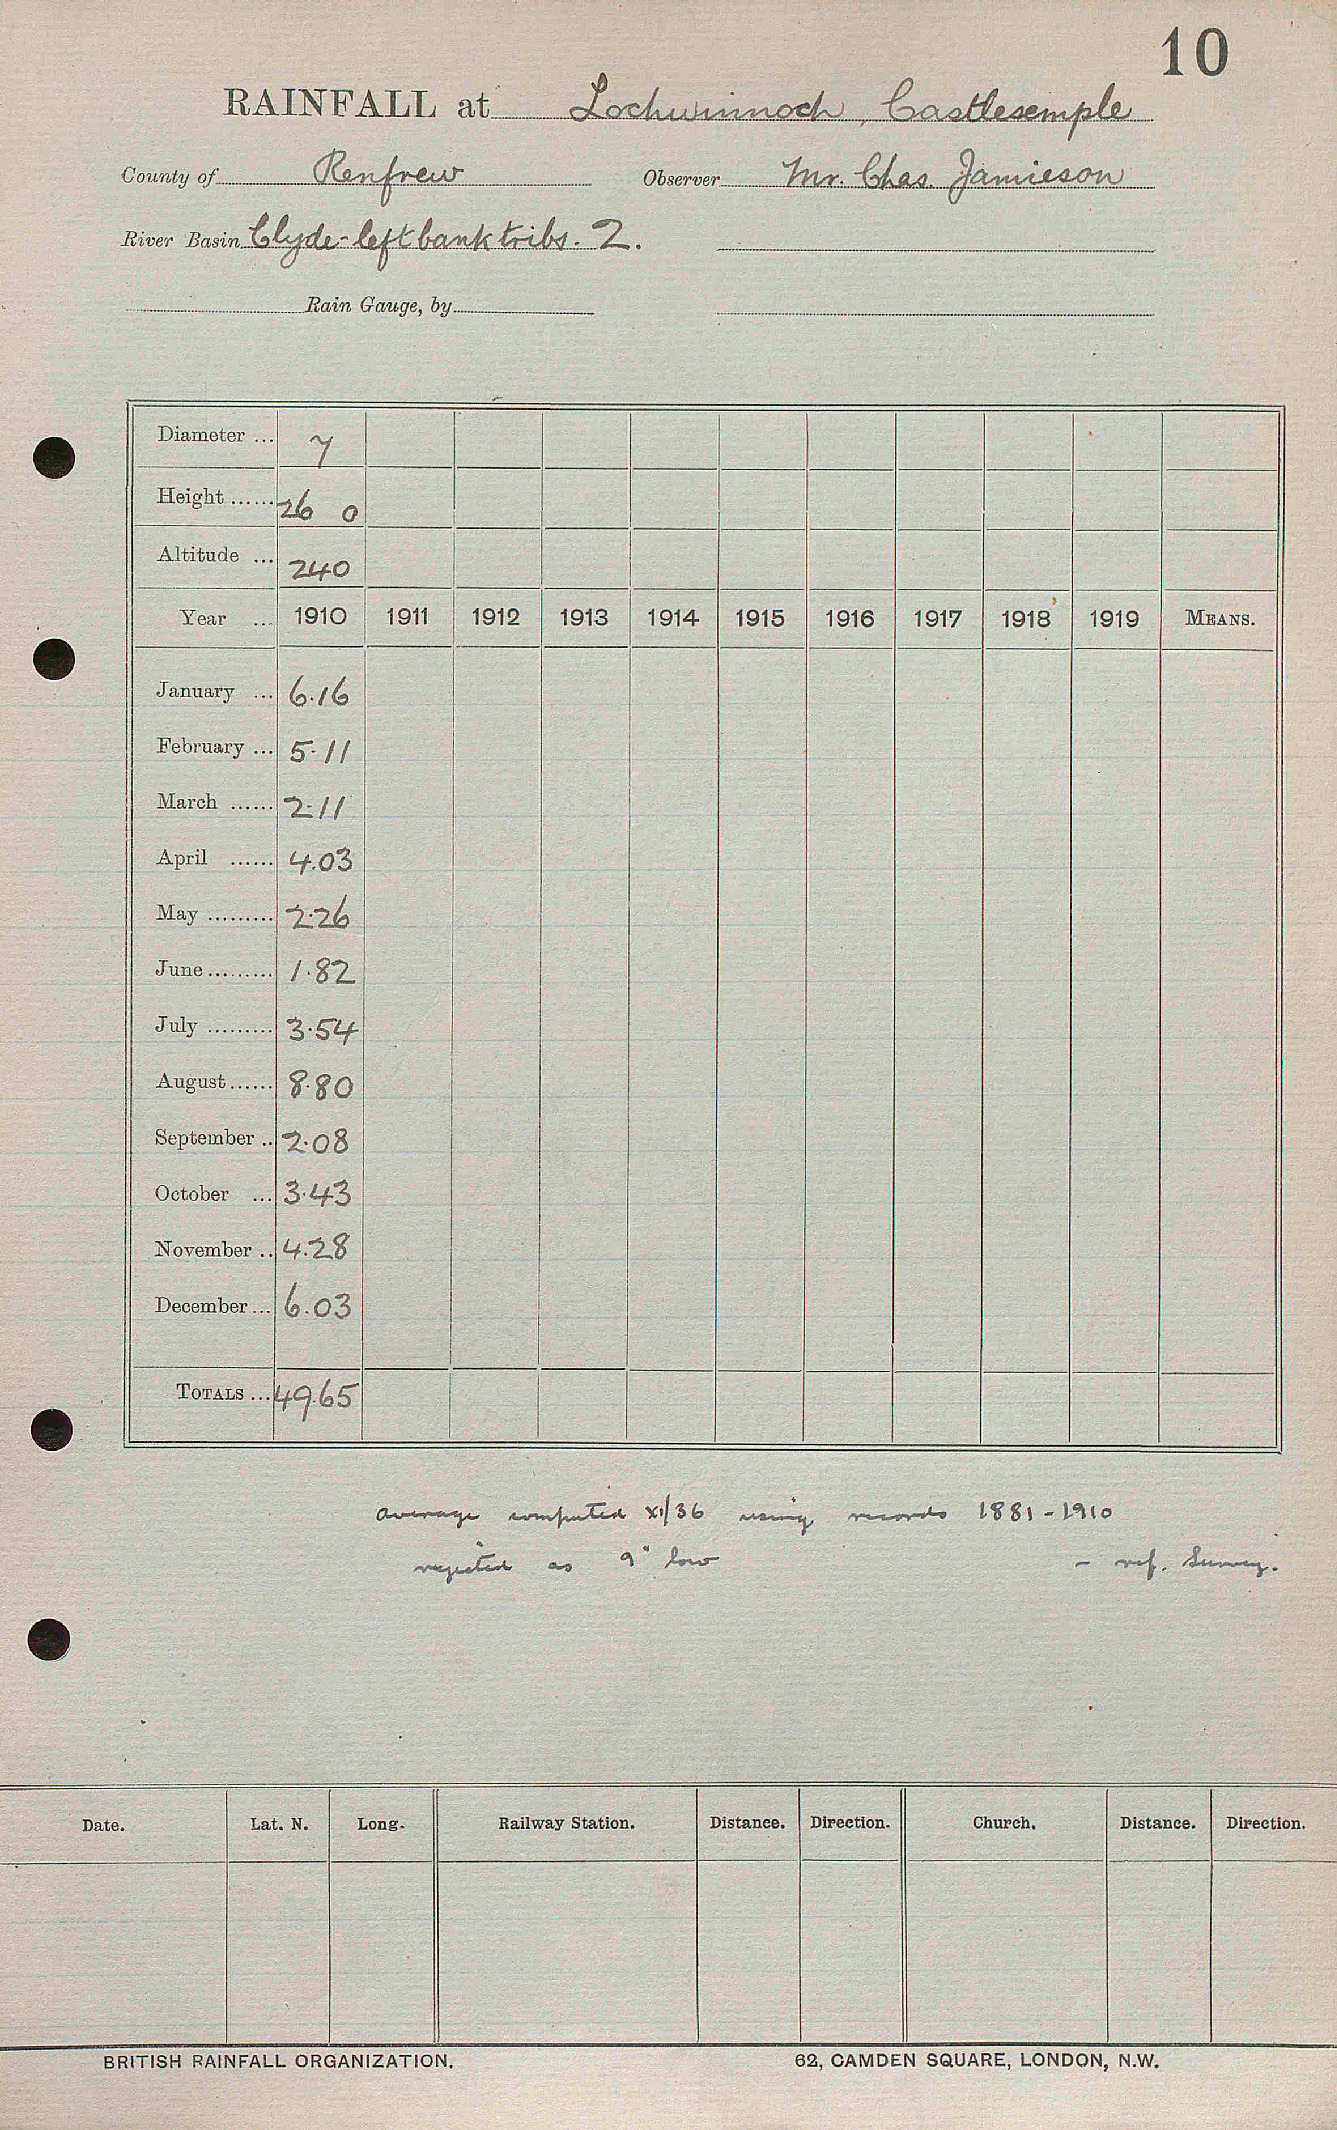 10
RAINFALL at Lochwinnoch, Castlesemple
County of Renfrew Observer Mr. Chas. Jamieson
River Basin Clyde-left bank tribs. 2.
Rain Gauge, by
Diameter ... 7
Height ...... 26 0
Altitude ... 240
Year ... 1910 1911 1912 1913 1914 1915 1916 1917 1918 1919 MEANS.
January ... 6.16
February ... 5.11
March ...... 2.11
April ...... 4.03
May ......... 2.26
June ......... 1.82
July ......... 3.54
August ...... 8.80
September .. 2.08
October ... 3.43
November .. 4.28
December ... 6.03
TOTALS ... 49.65
average computed XI/36 using records 1881-1910
rejected as 9" low - ref. Survey.
Date. Lat. N. Long. Railway Station. Distance. Direction. Church. Distance. Direction.
BRITISH RAINFALL ORGANIZATION. 62, CAMDEN SQUARE, LONDON, N.W.